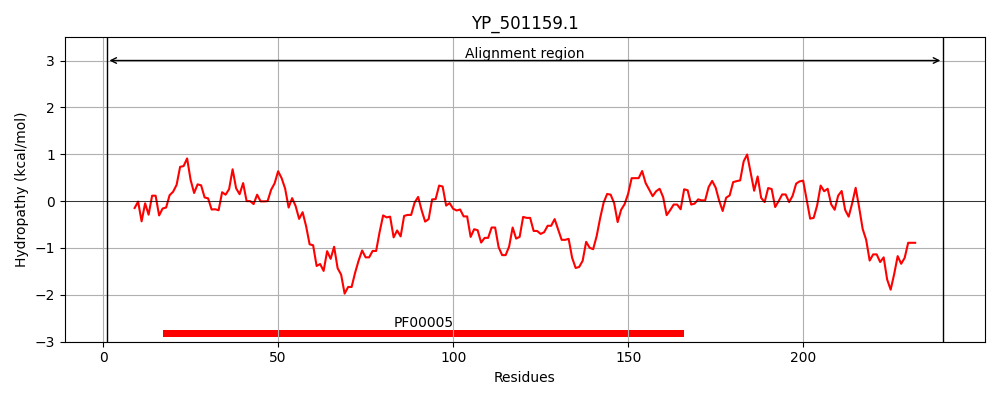 YP_501159.1
Alignment region
Hydropathy (kcal/mol)
3
2
1
0
−1
−2
−3
PF00005
0
50
100
150
200
Residues